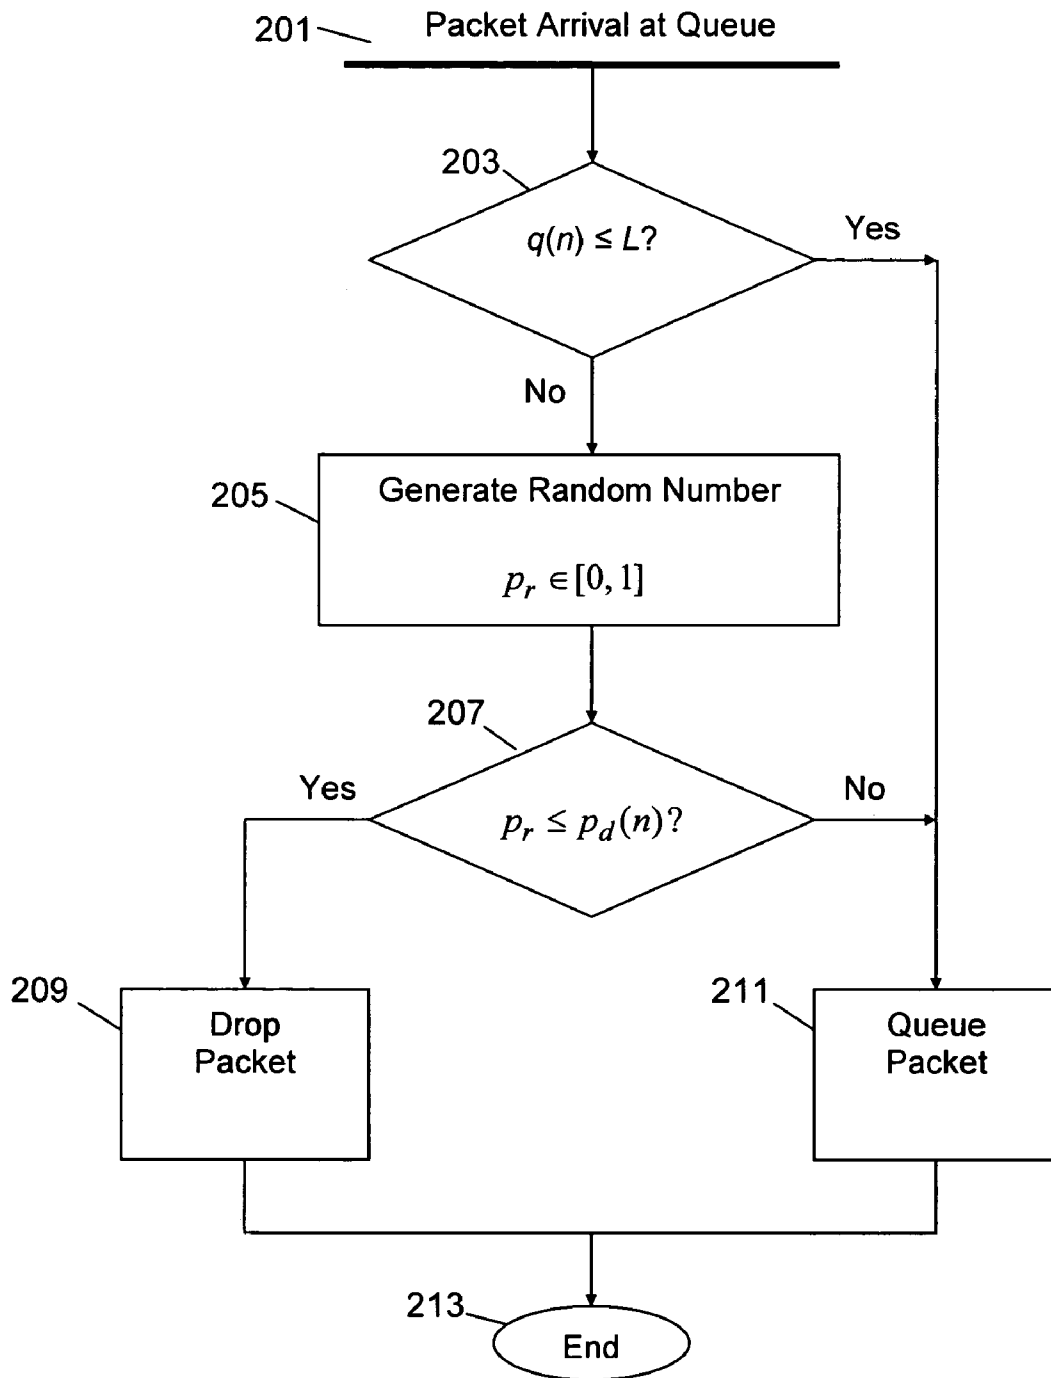 201
Packet Arrival at Queue
203
q(n) ≤ L?
Yes
No
205
Generate Random Number
p_r ∈ [0, 1]
207
Yes
p_r ≤ p_d(n)?
No
209
Drop
Packet
211
Queue
Packet
213
End